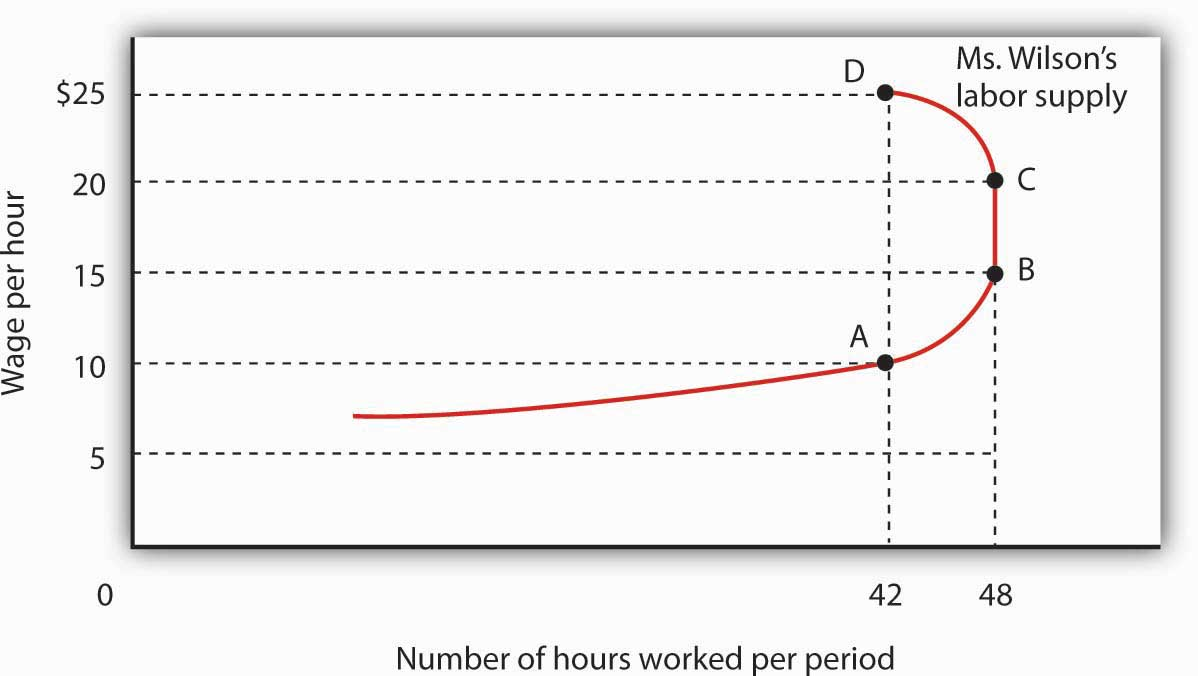 Ms. Wilson's
labor supply
D
$25
20
C
15
B
A
10
5
Wage per hour
0
42
48
Number of hours worked per period